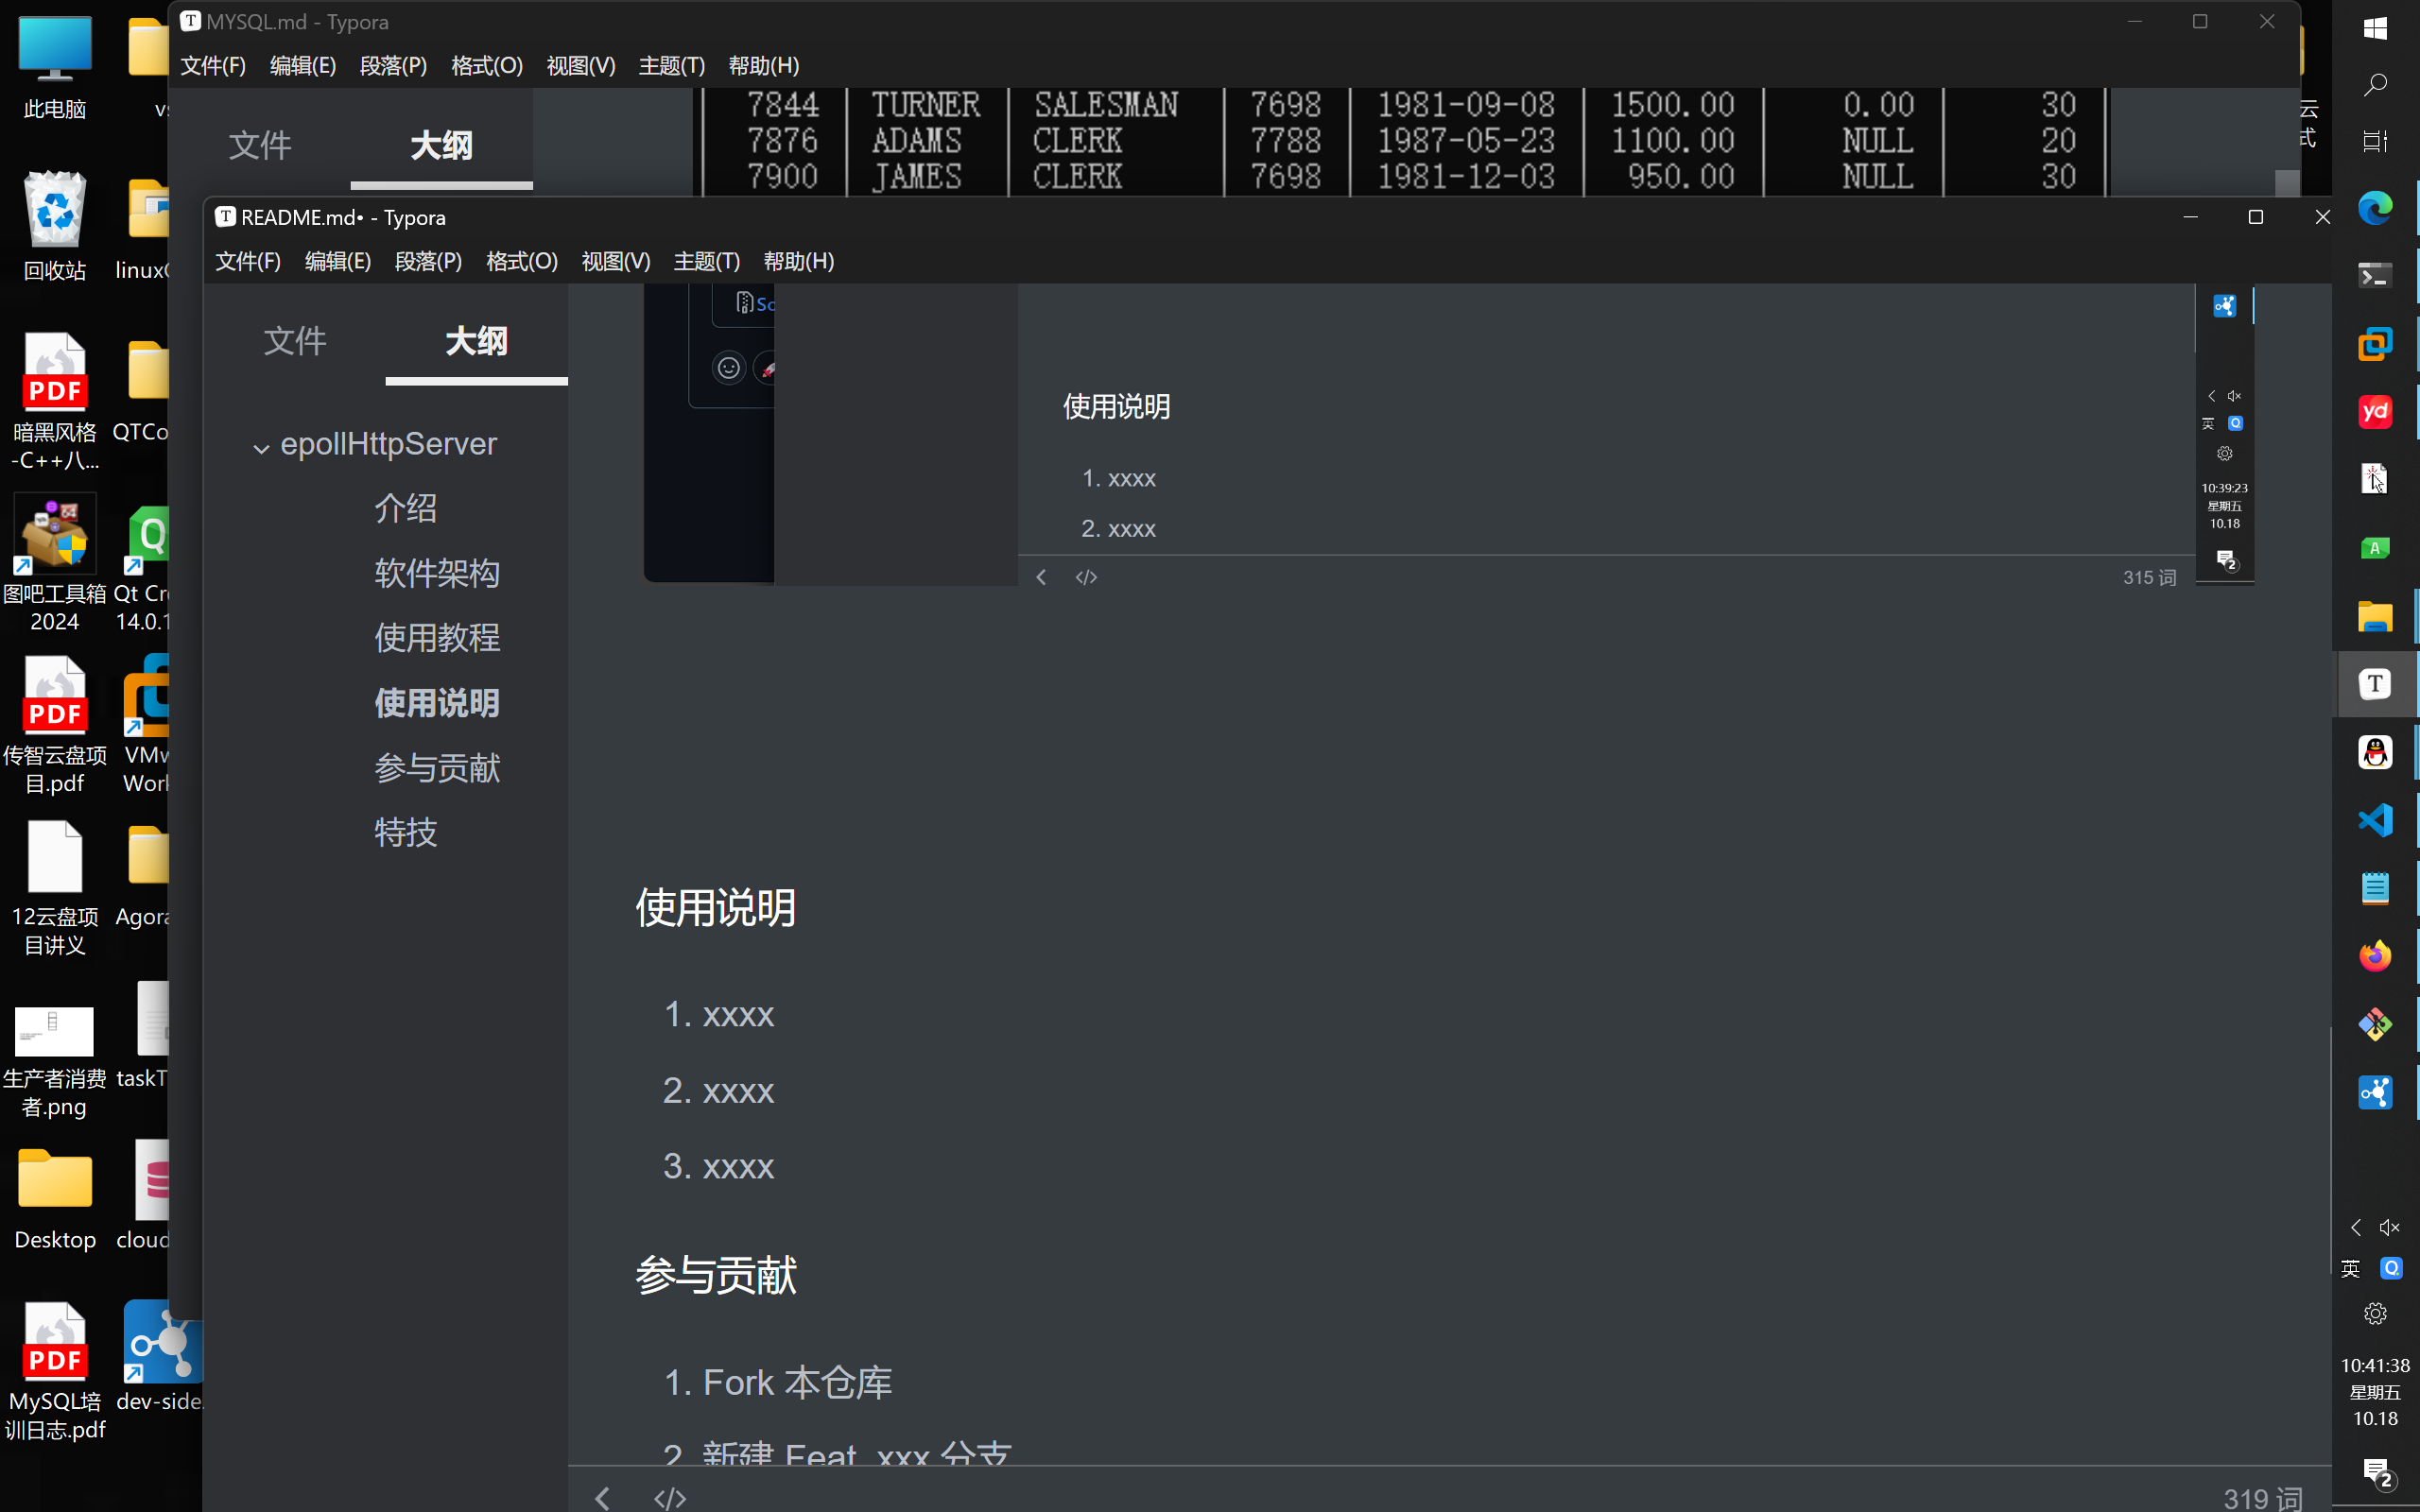 MYSQL.md - Typora
文件(F) 编辑(E) 段落(P) 格式(O) 视图(V) 主题(T) 帮助(H)
文件 大纲
7844 TURNER SALESMAN 7698 1981-09-08 1500.00 0.00 30
7876 ADAMS CLERK 7788 1987-05-23 1100.00 NULL 20
7900 JAMES CLERK 7698 1981-12-03 950.00 NULL 30
README.md• - Typora
文件(F) 编辑(E) 段落(P) 格式(O) 视图(V) 主题(T) 帮助(H)
文件 大纲
epollHttpServer
介绍
软件架构
使用教程
使用说明
参与贡献
特技
使用说明
1. xxxx
2. xxxx
</> 315 词
英
10:39:23
星期五
10.18
2
使用说明
1. xxxx
2. xxxx
3. xxxx
参与贡献
1. Fork 本仓库
2. 新建 Feat_xxx 分支
</> 319 词
此电脑
回收站
linux
PDF
暗黑风格
-C++八...
QTCo
图吧工具箱
2024
Qt Cr
14.0.1
PDF
传智云盘项
目.pdf
VMw
Work
12云盘项
目讲义
Agora
生产者消费
者.png
taskT
Desktop
cloud
PDF
MySQL培
训日志.pdf
dev-side.
云
式
yd
A
T
英
10:41:38
星期五
10.18
2